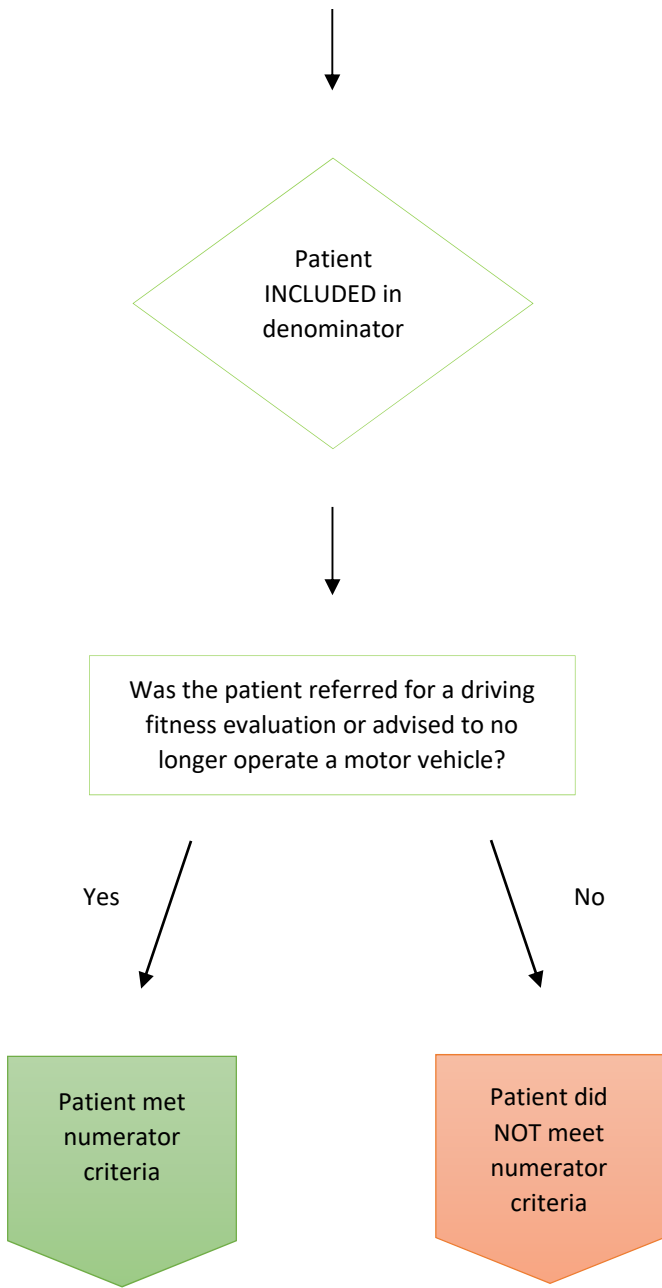 Patient
INCLUDED in
denominator
Was the patient referred for a driving
fitness evaluation or advised to no
longer operate a motor vehicle?
Yes
No
Patient met
numerator
criteria
Patient did
NOT meet
numerator
criteria